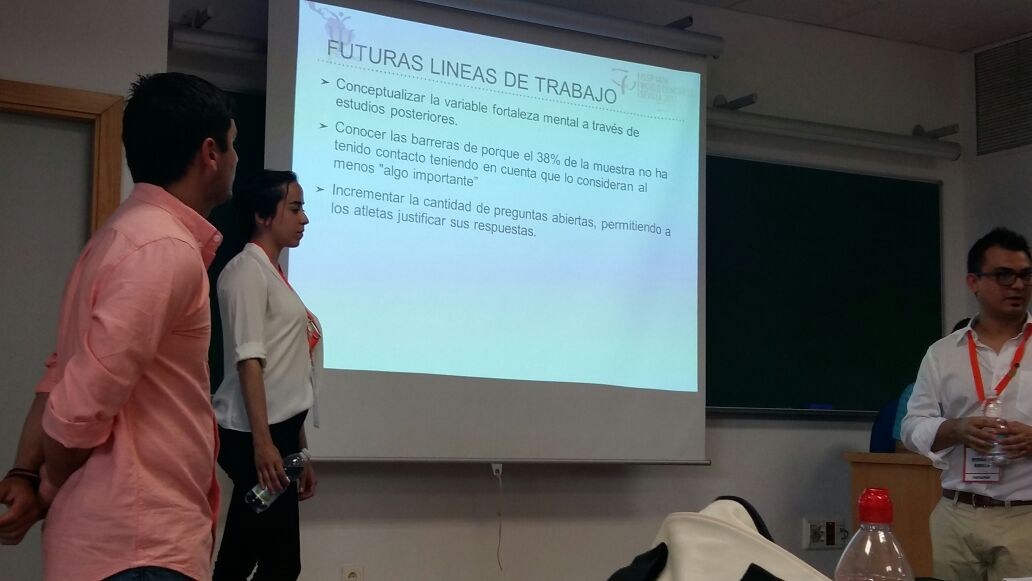 FUTURAS LINEAS DE TRABAJO
➤ Conceptualizar la variable fortaleza mental a través de
estudios posteriores.
➤ Conocer las barreras de porque el 38% de la muestra no ha
tenido contacto teniendo en cuenta que lo consideran al
menos "algo importante"
➤ Incrementar la cantidad de preguntas abiertas, permitiendo a
los atletas justificar sus respuestas.